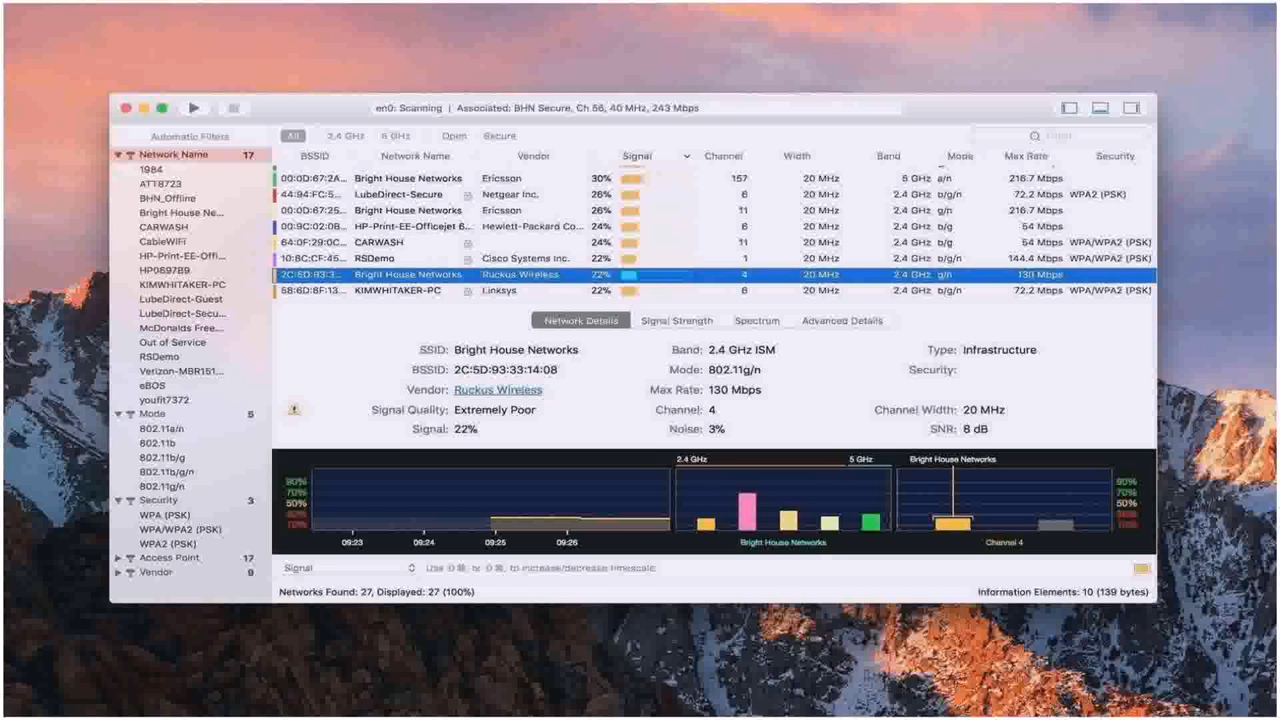 en0: Scanning | Associated: BHN Secure, Ch 56, 40 MHz, 243 Mbps
Automatic Filters
Network Name 17
1984
ATT8723
BHN_Offline
Bright House Ne...
CARWASH
CableWiFi
HP-Print-EE-Offi...
HP0897B9
KIMWHITAKER-PC
LubeDirect-Guest
LubeDirect-Secu...
McDonalds Free...
Out of Service
RSDemo
Verizon-MBR151...
eBOS
youfit7372
Mode 5
802.11a/n
802.11b
802.11b/g
802.11b/g/n
802.11g/n
Security 3
WPA (PSK)
WPA/WPA2 (PSK)
WPA2 (PSK)
Access Point 17
Vendor 9
All 2.4 GHz 5 GHz Open Secure
BSSID Network Name Vendor Signal Channel Width Band Mode Max Rate Security
00:0D:67:2A... Bright House Networks Ericsson 30% 157 20 MHz 5 GHz a/n 216.7 Mbps
44:94:FC:5... LubeDirect-Secure Netgear Inc. 26% 6 20 MHz 2.4 GHz b/g/n 72.2 Mbps WPA2 (PSK)
00:0D:67:25... Bright House Networks Ericsson 26% 11 20 MHz 2.4 GHz g/n 216.7 Mbps
00:9C:02:0B... HP-Print-EE-Officejet 6... Hewlett-Packard Co... 24% 6 20 MHz 2.4 GHz b/g 54 Mbps
64:0F:29:0C... CARWASH 24% 11 20 MHz 2.4 GHz b/g 54 Mbps WPA/WPA2 (PSK)
10:8C:CF:45... RSDemo Cisco Systems Inc. 22% 1 20 MHz 2.4 GHz b/g/n 144.4 Mbps WPA/WPA2 (PSK)
2C:5D:93:3... Bright House Networks Ruckus Wireless 22% 4 20 MHz 2.4 GHz g/n 130 Mbps
58:6D:8F:13... KIMWHITAKER-PC Linksys 22% 6 20 MHz 2.4 GHz b/g/n 72.2 Mbps WPA/WPA2 (PSK)
Network Details Signal Strength Spectrum Advanced Details
SSID: Bright House Networks Band: 2.4 GHz ISM Type: Infrastructure
BSSID: 2C:5D:93:33:14:08 Mode: 802.11g/n Security:
Vendor: Ruckus Wireless Max Rate: 130 Mbps
Signal Quality: Extremely Poor Channel: 4 Channel Width: 20 MHz
Signal: 22% Noise: 3% SNR: 8 dB
2.4 GHz 5 GHz Bright House Networks
90% 90%
70% 70%
50% 50%
09:23 09:24 09:25 09:26 Bright House Networks Channel 4
Signal to increase/decrease timescale
Networks Found: 27, Displayed: 27 (100%) Information Elements: 10 (139 bytes)